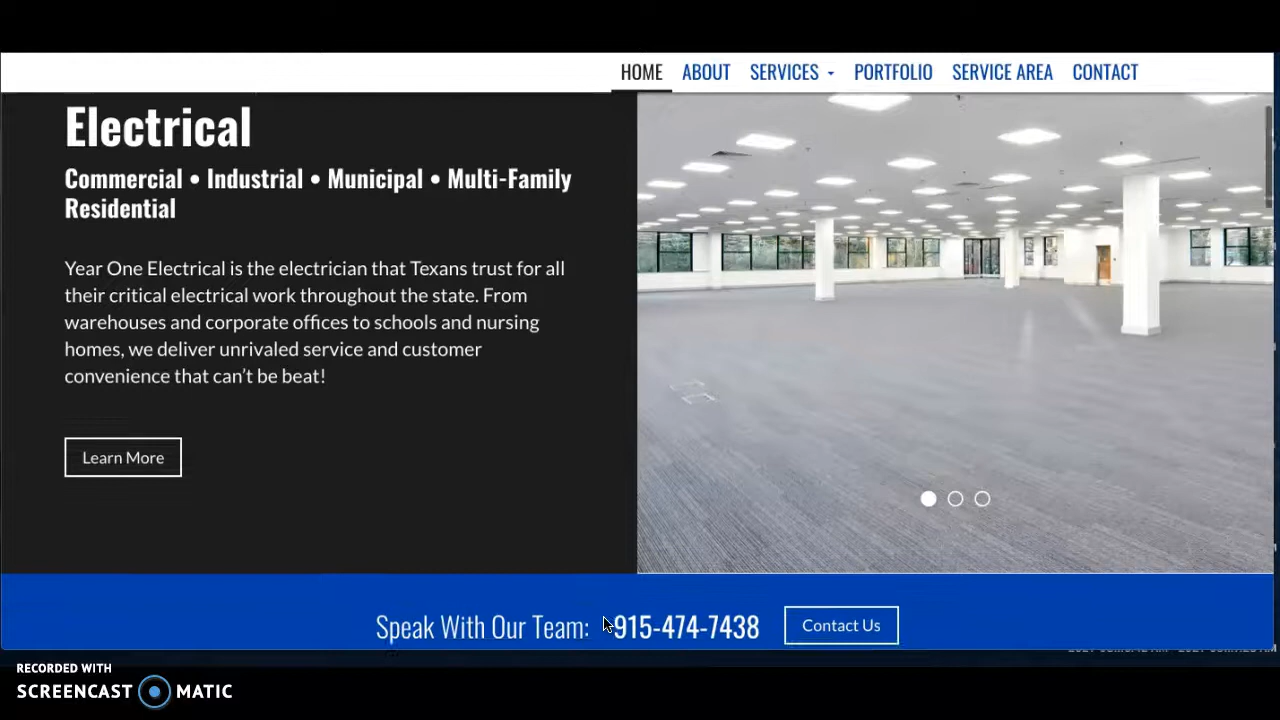 HOME ABOUT SERVICES PORTFOLIO SERVICE AREA CONTACT
Electrical
Commercial • Industrial • Municipal • Multi-Family
Residential
Year One Electrical is the electrician that Texans trust for all
their critical electrical work throughout the state. From
warehouses and corporate offices to schools and nursing
homes, we deliver unrivaled service and customer
convenience that can’t be beat!
Learn More
Speak With Our Team: 915-474-7438 Contact Us
RECORDED WITH
SCREENCAST MATIC